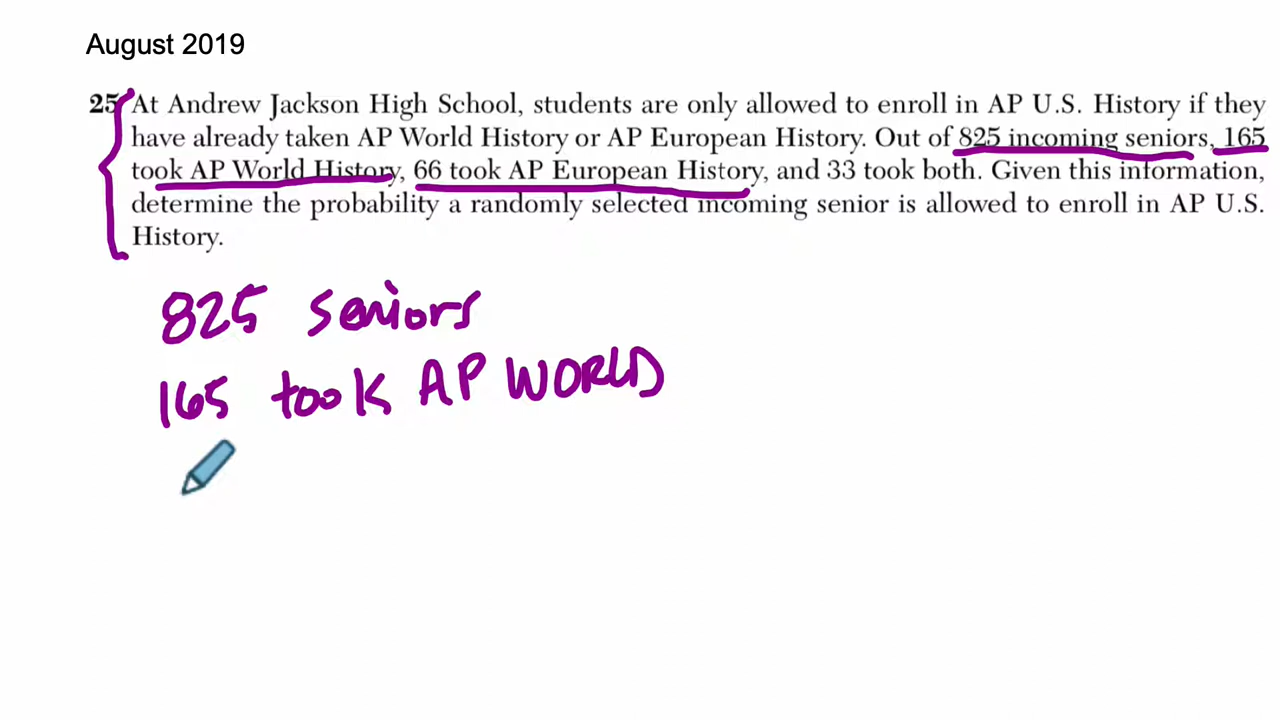 August 2019
25 At Andrew Jackson High School, students are only allowed to enroll in AP U.S. History if they
have already taken AP World History or AP European History. Out of 825 incoming seniors, 165
took AP World History, 66 took AP European History, and 33 took both. Given this information,
determine the probability a randomly selected incoming senior is allowed to enroll in AP U.S.
History.
825 seniors
165 took AP WORLD